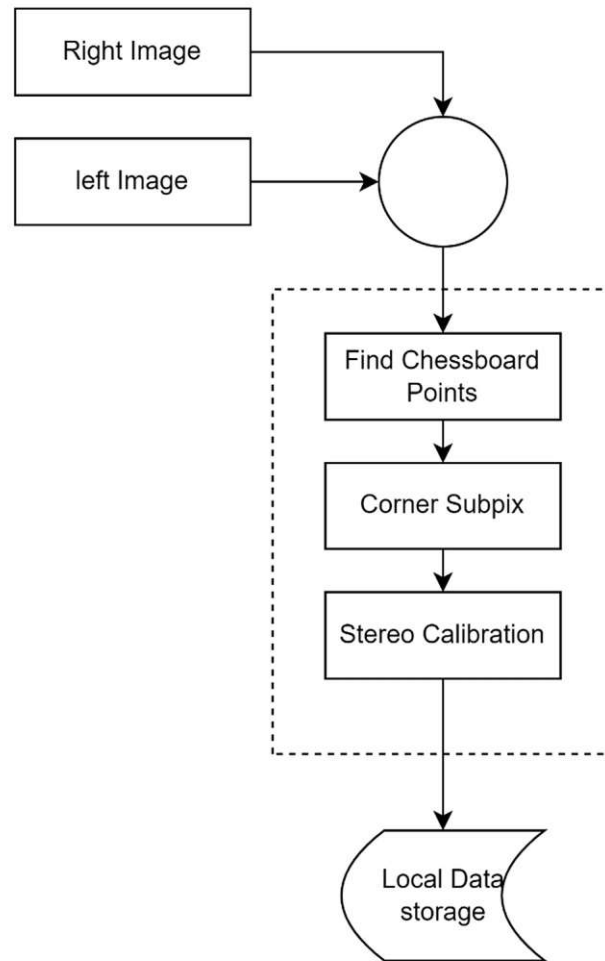 Right Image
left Image
Find Chessboard
Points
Corner Subpix
Stereo Calibration
Local Data
storage